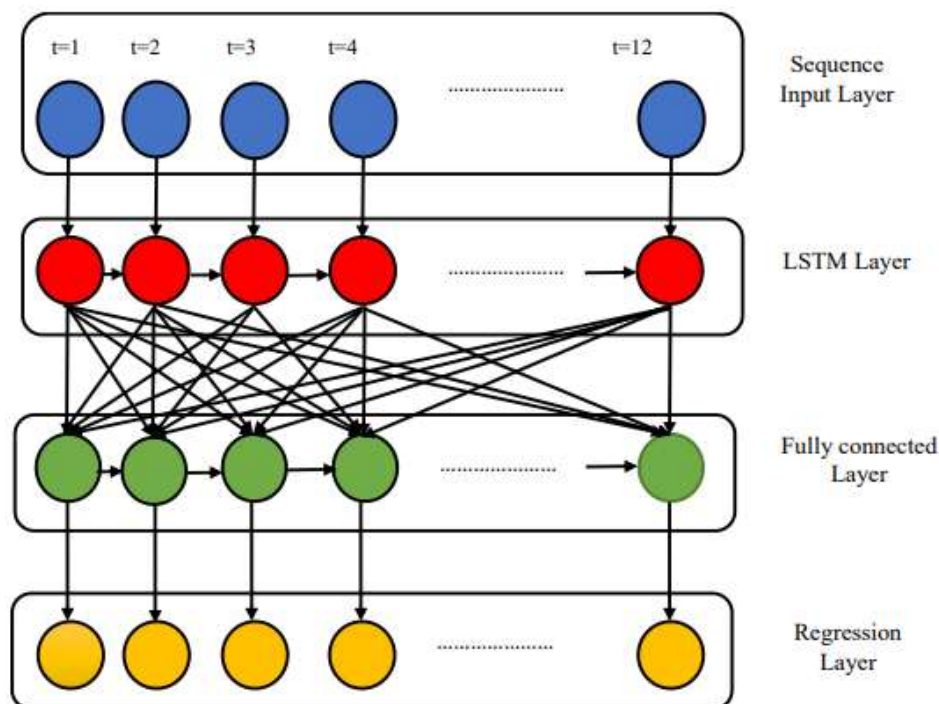 t=1 t=2 t=3 t=4 t=12
Sequence
Input Layer
LSTM Layer
Fully connected
Layer
Regression
Layer